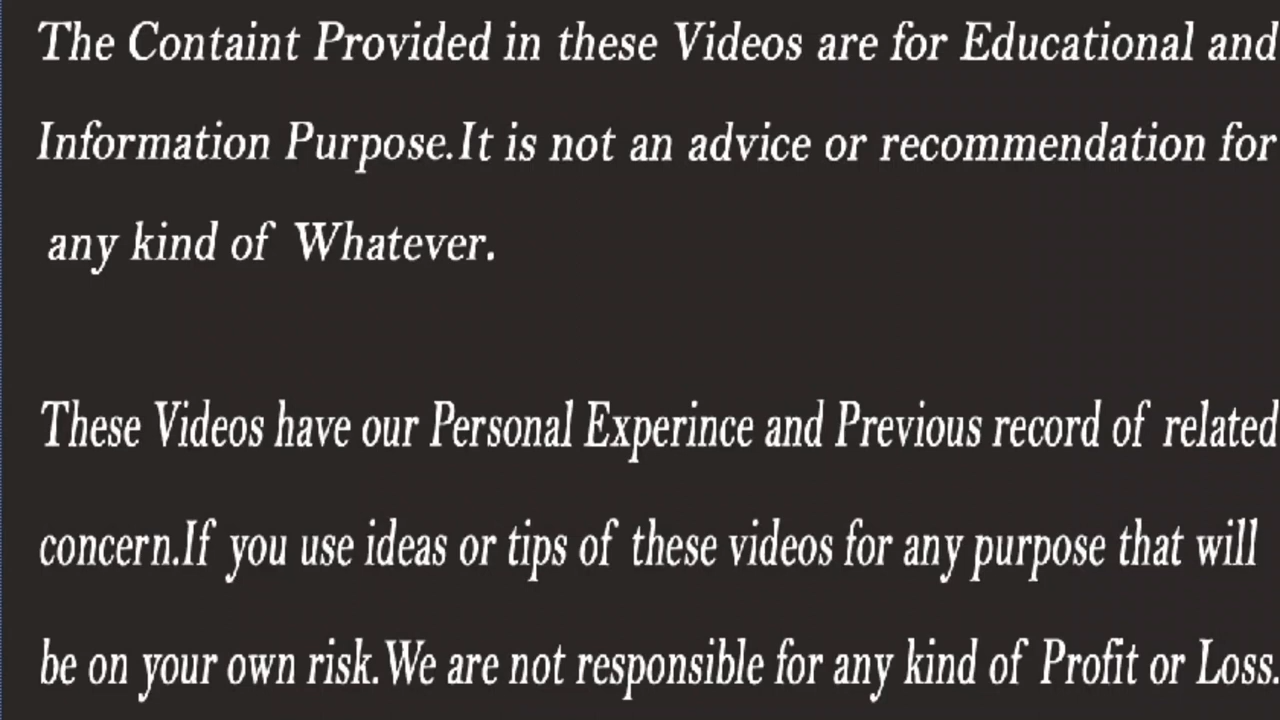 The Containt Provided in these Videos are for Educational and
Information Purpose.It is not an advice or recommendation for
any kind of Whatever.
These Videos have our Personal Experince and Previous record of related
concern.If you use ideas or tips of these videos for any purpose that will
be on your own risk.We are not responsible for any kind of Profit or Loss.